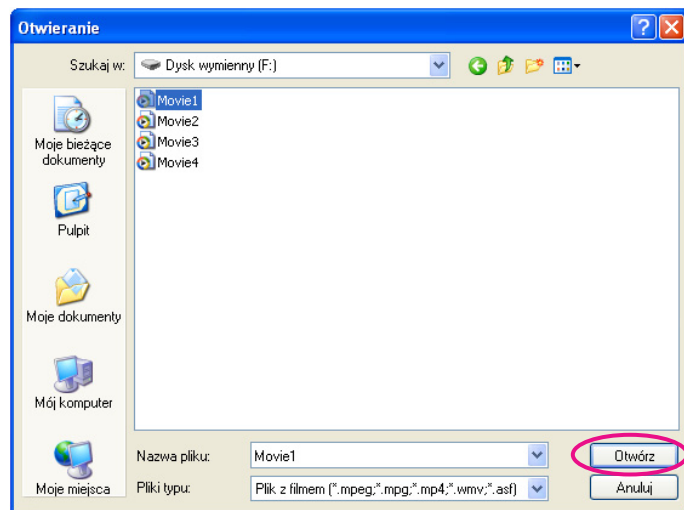 Otwieranie
Szukaj w: Dysk wymienny (F:)
Movie1
Movie2
Movie3
Movie4
Moje bieżące
dokumenty
Pulpit
Moje dokumenty
Mój komputer
Moje miejsca
Nazwa pliku: Movie1 Otwórz
Pliki typu: Plik z filmem (*.mpeg;*.mpg;*.mp4;*.wmv;*.asf) Anuluj